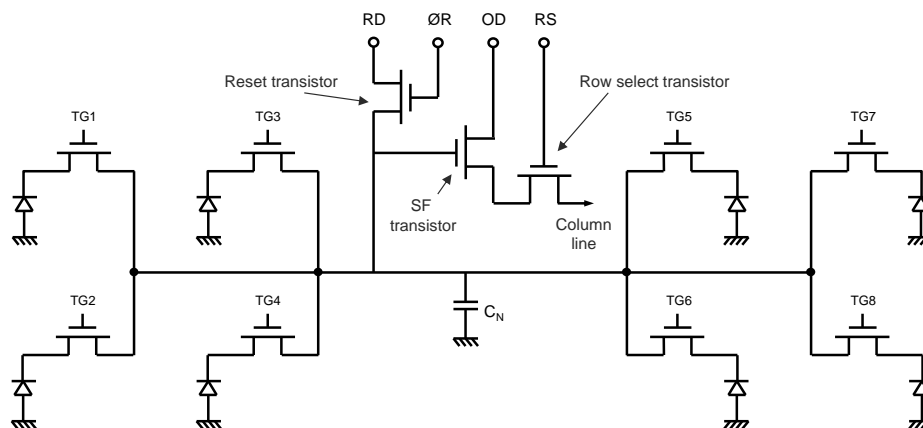 RD ØR OD RS
Reset transistor
Row select transistor
TG1 TG3 TG5 TG7
SF
transistor
Column
line
TG2 TG4 TG6 TG8
C_N